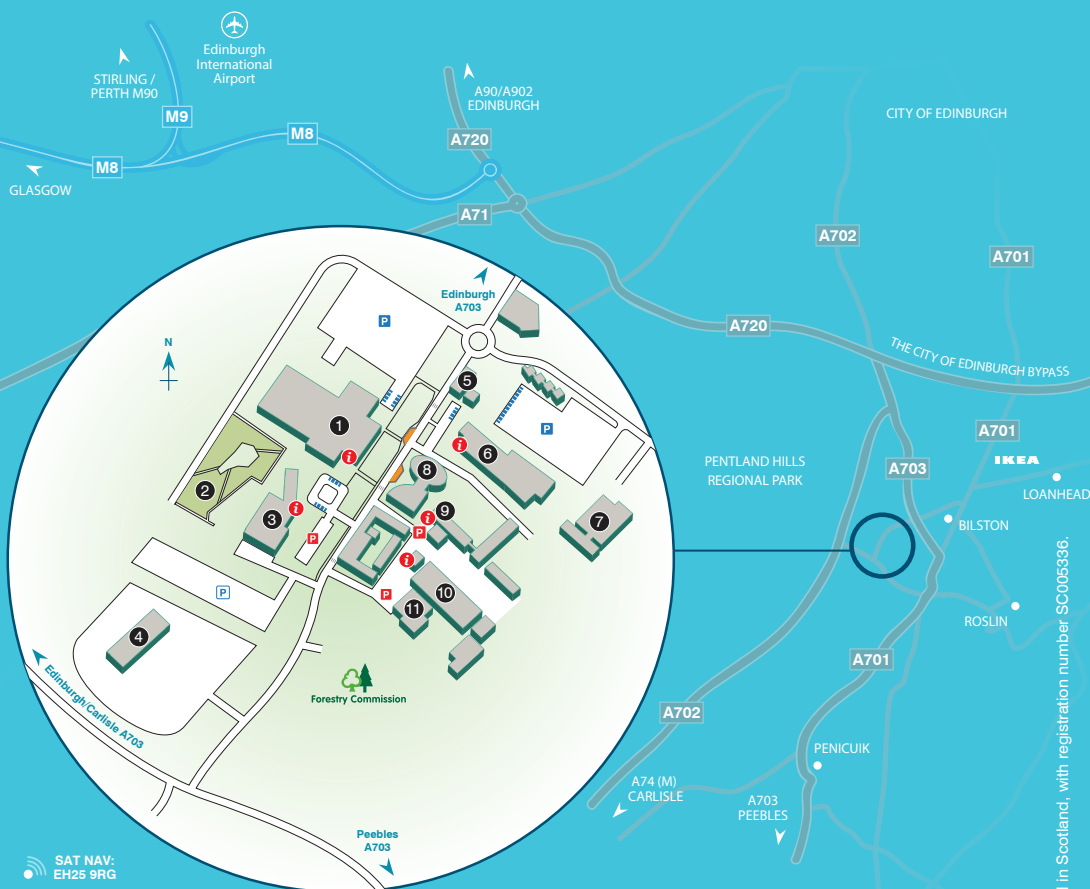 Edinburgh
International
Airport
STIRLING /
PERTH M90
M9
M8
M8
GLASGOW
A90/A902
EDINBURGH
A720
A71
CITY OF EDINBURGH
A702
A701
A720
THE CITY OF EDINBURGH BYPASS
A701
A703
IKEA
LOANHEAD
PENTLAND HILLS
REGIONAL PARK
BILSTON
ROSLIN
A701
A702
PENICUIK
A74 (M)
CARLISLE
A703
PEEBLES
Edinburgh
A703
N
P
P
P
P
P
P
i
i
i
i
i
1
2
3
4
5
6
7
8
9
10
11
Forestry Commission
Edinburgh/Carlisle A703
Peebles
A703
SAT NAV:
EH25 9RG
in Scotland, with registration number SC005336.